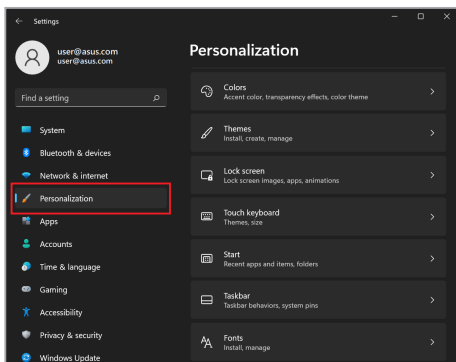 Settings
user@asus.com
user@asus.com
Find a setting
System
Bluetooth & devices
Network & internet
Personalization
Apps
Accounts
Time & language
Gaming
Accessibility
Privacy & security
Windows Update
Personalization
Colors
Accent color, transparency effects, color theme
Themes
Install, create, manage
Lock screen
Lock screen images, apps, animations
Touch keyboard
Themes, size
Start
Recent apps and items, folders
Taskbar
Taskbar behaviors, system pins
Fonts
Install, manage